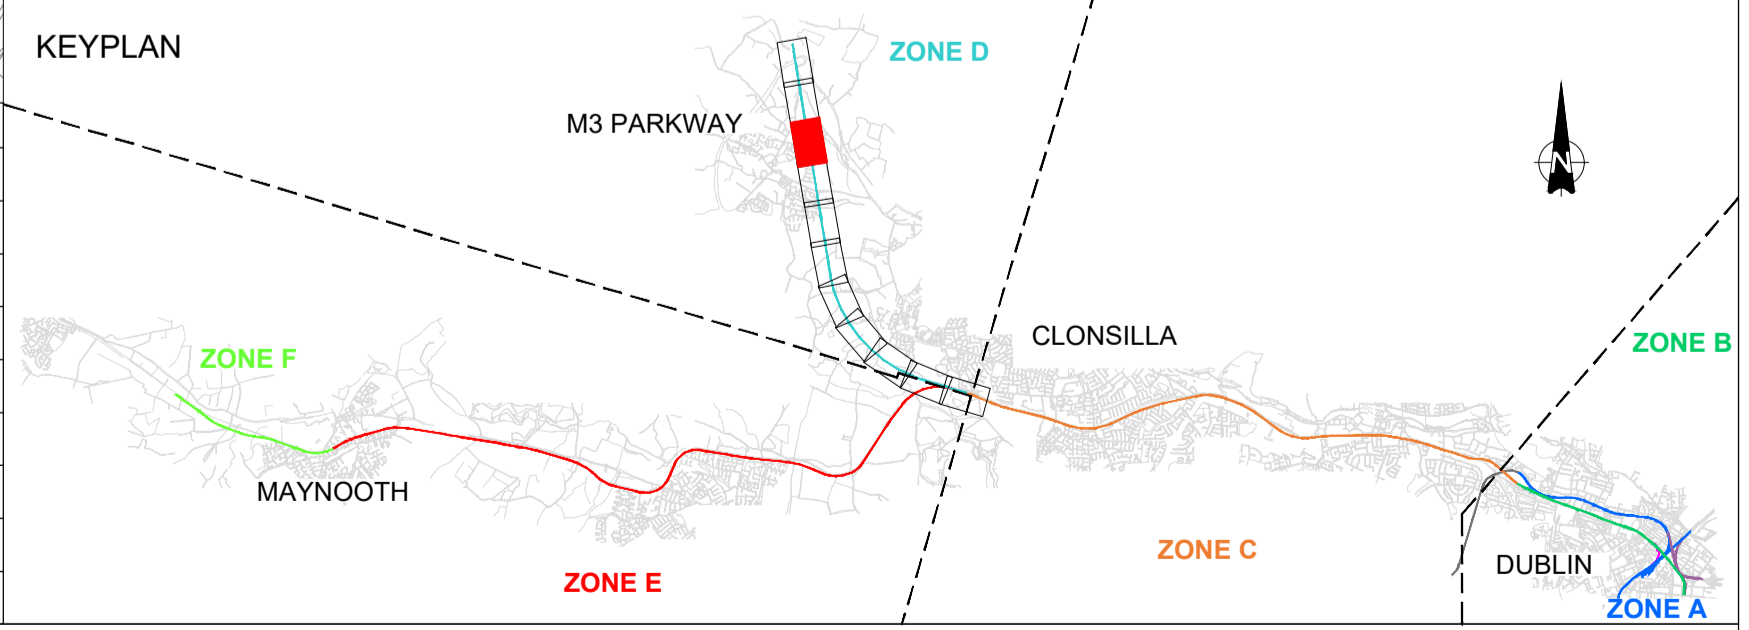 KEYPLAN
ZONE D
M3 PARKWAY
N
CLONSILLA
ZONE B
ZONE F
MAYNOOTH
ZONE C
DUBLIN
ZONE E
ZONE A